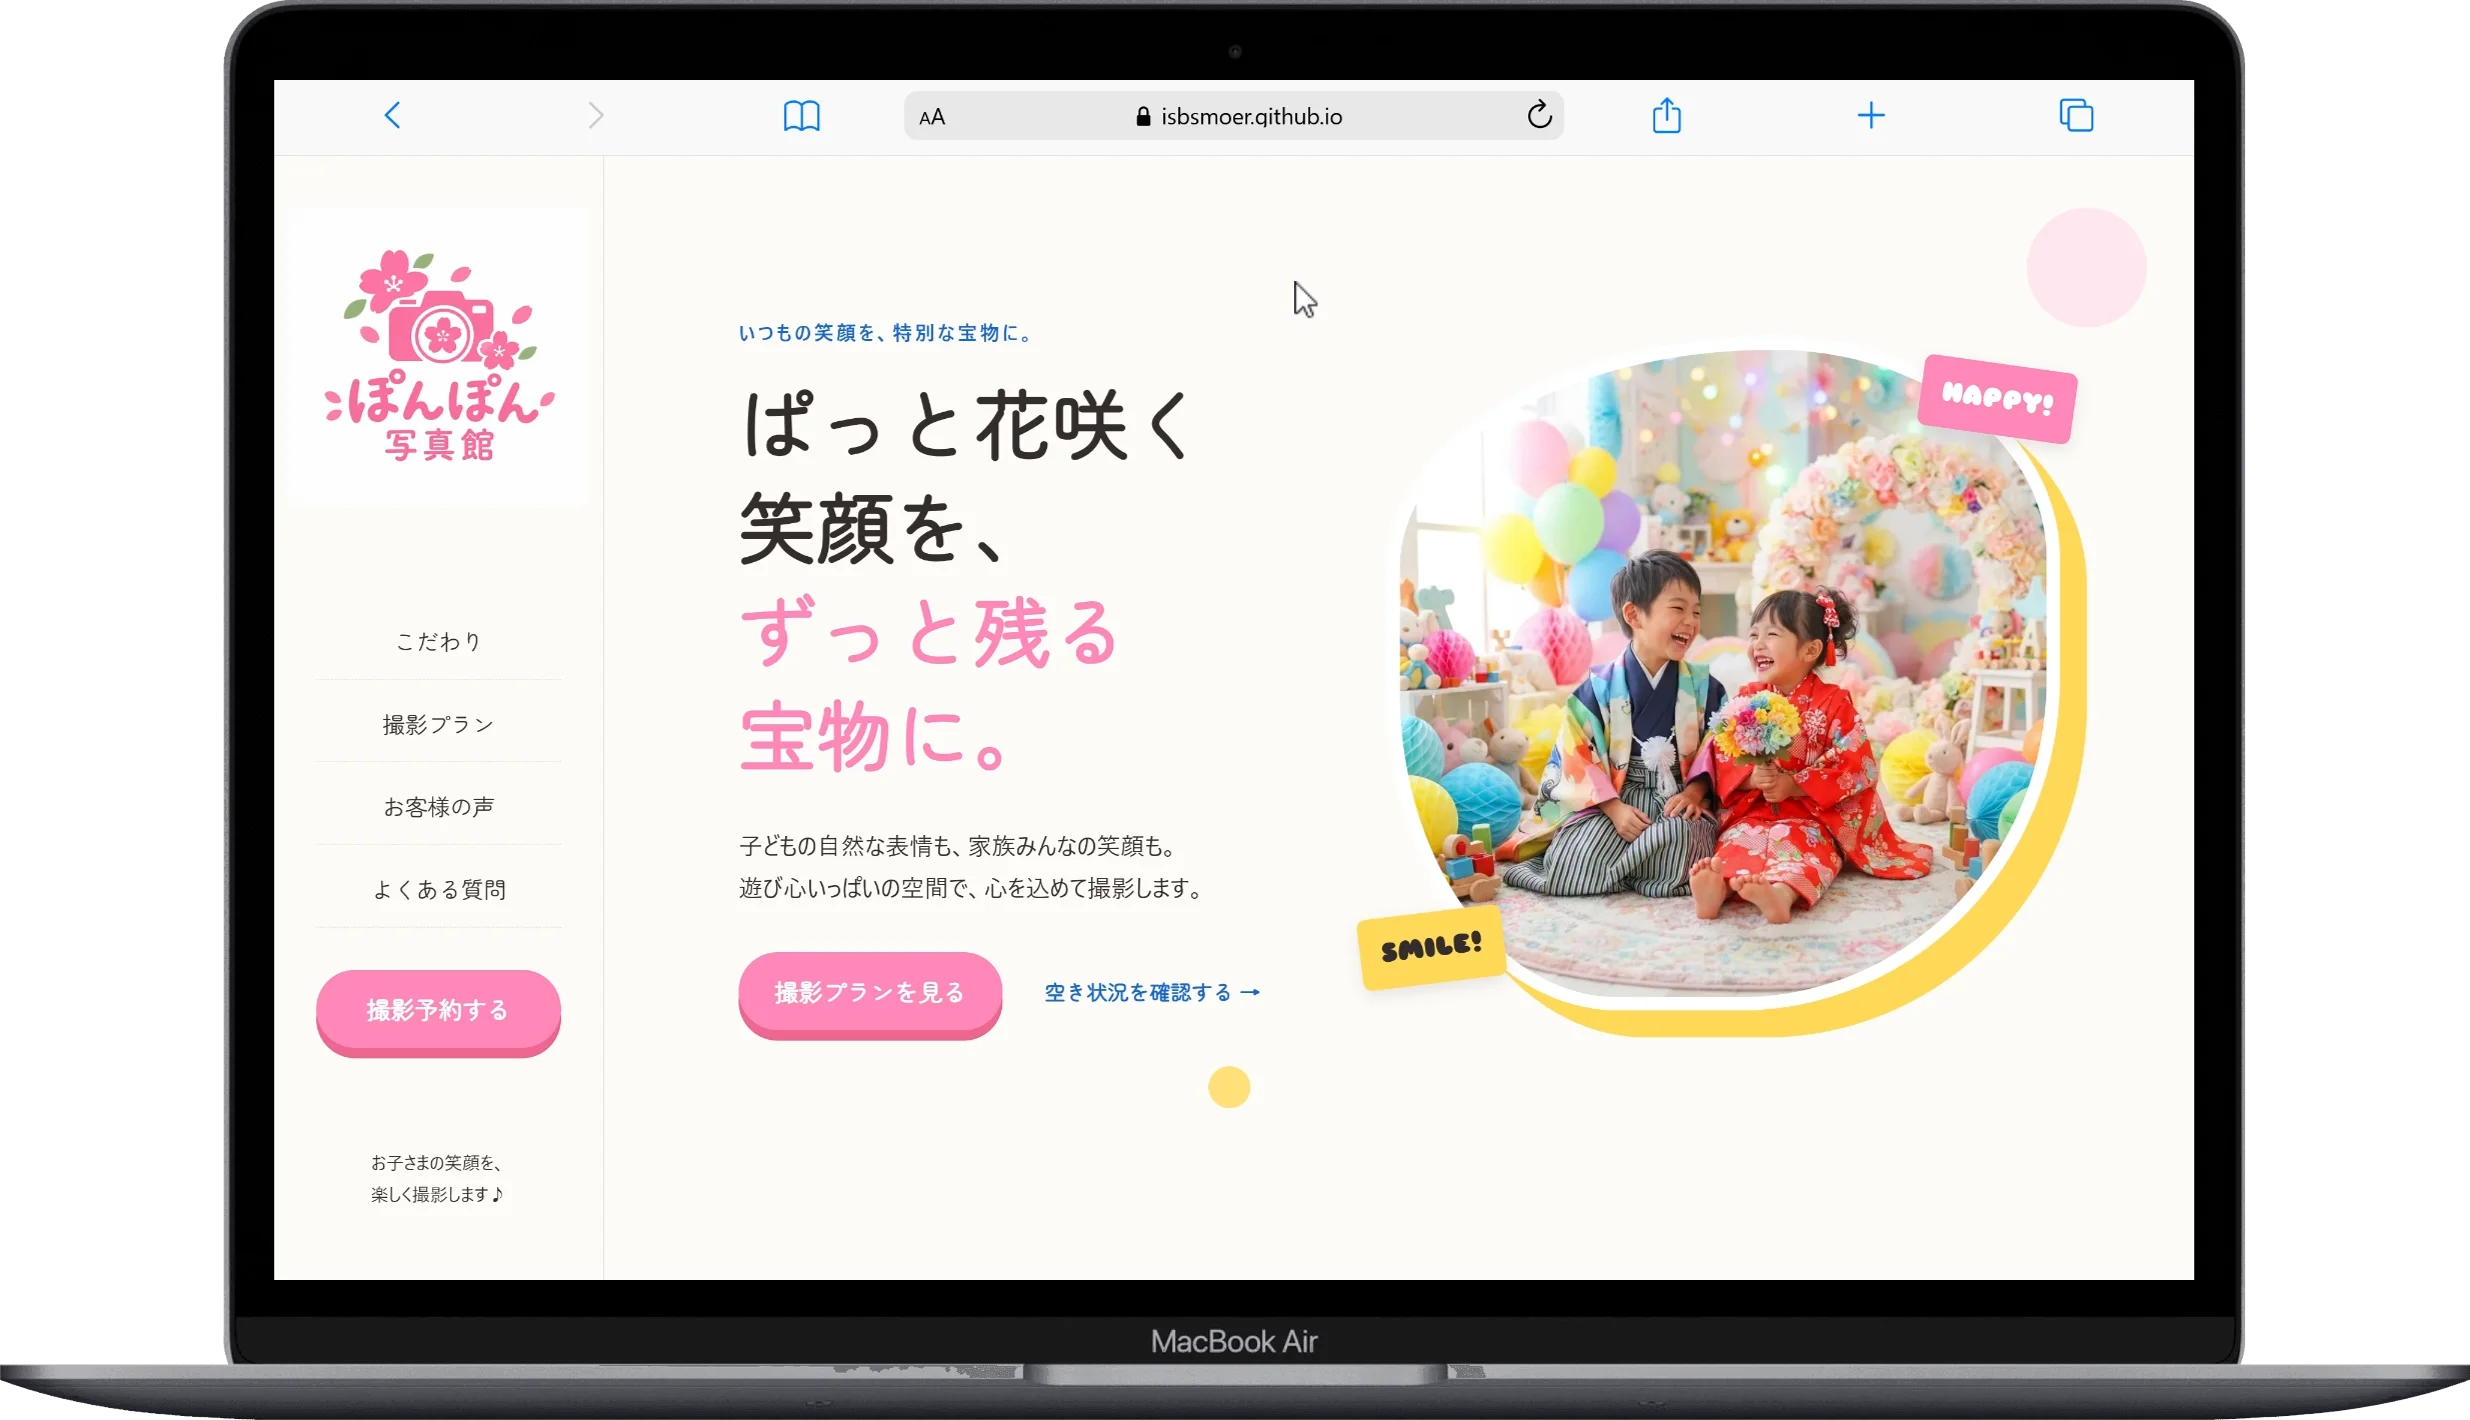 AA
isbsmoer.github.io
ぽんぽん
写真館
こだわり
撮影プラン
お客様の声
よくある質問
撮影予約する
お子さまの笑顔を、
楽しく撮影します♪
いつもの笑顔を、特別な宝物に。
ぱっと花咲く
笑顔を、
ずっと残る
宝物に。
子どもの自然な表情も、家族みんなの笑顔も。
遊び心いっぱいの空間で、心を込めて撮影します。
撮影プランを見る
空き状況を確認する →
HAPPY!
SMILE!
MacBook Air